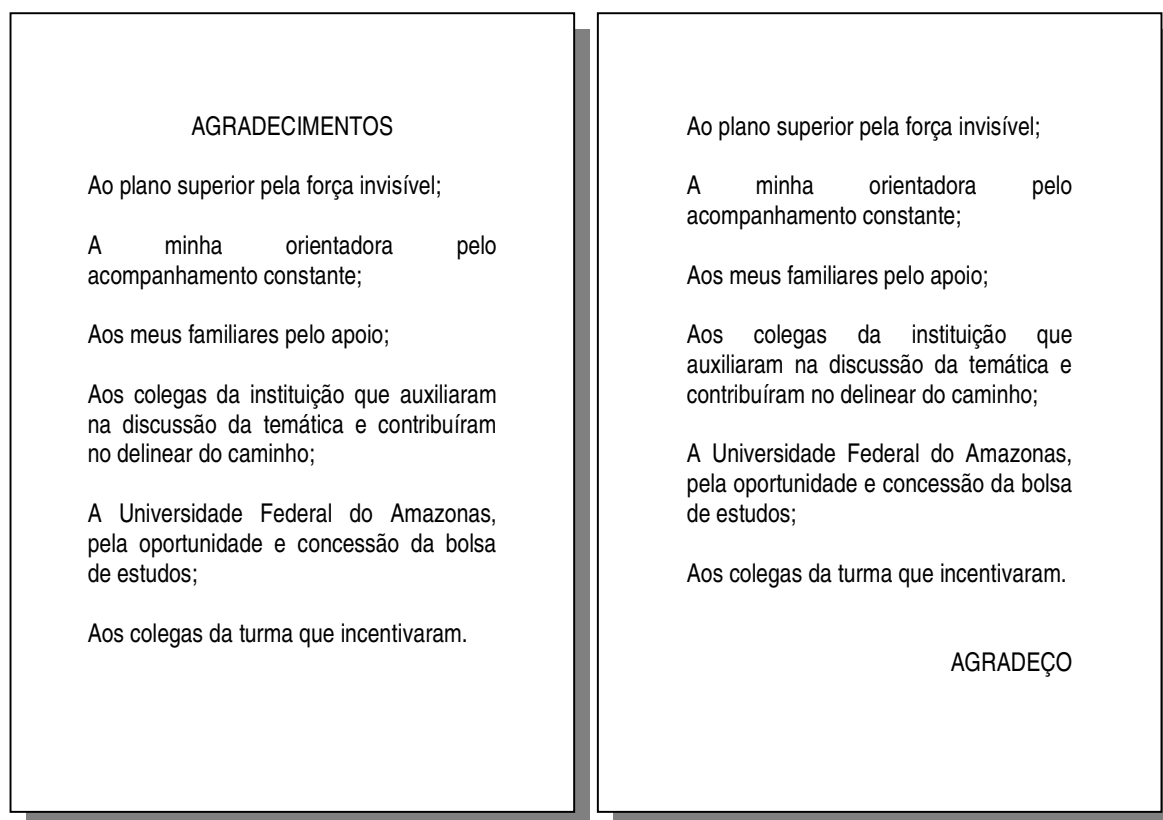 AGRADECIMENTOS
Ao plano superior pela força invisível;
A minha orientadora pelo
acompanhamento constante;
Aos meus familiares pelo apoio;
Aos colegas da instituição que auxiliaram
na discussão da temática e contribuíram
no delinear do caminho;
A Universidade Federal do Amazonas,
pela oportunidade e concessão da bolsa
de estudos;
Aos colegas da turma que incentivaram.
Ao plano superior pela força invisível;
A minha orientadora pelo
acompanhamento constante;
Aos meus familiares pelo apoio;
Aos colegas da instituição que
auxiliaram na discussão da temática e
contribuíram no delinear do caminho;
A Universidade Federal do Amazonas,
pela oportunidade e concessão da bolsa
de estudos;
Aos colegas da turma que incentivaram.
AGRADEÇO